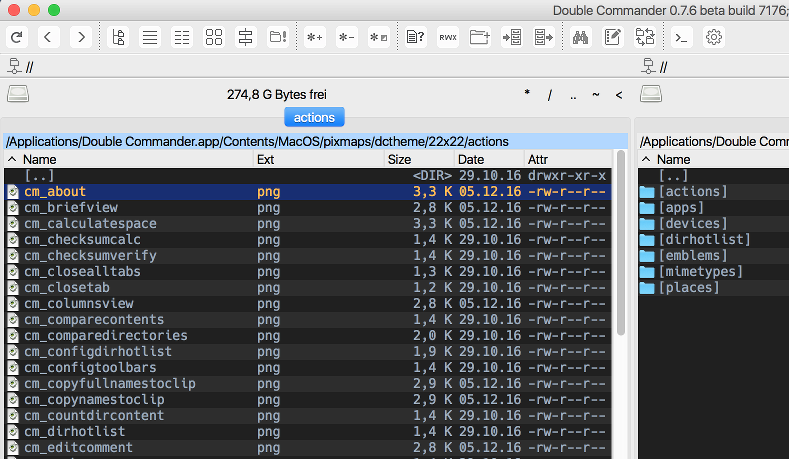 Double Commander 0.7.6 beta build 7176;
RWX
//
//
274,8 G Bytes frei
* / .. ~ <
actions
/Applications/Double Commander.app/Contents/MacOS/pixmaps/dctheme/22x22/actions
/Applications/Double Comm
Name Ext Size Date Attr
Name
[..] <DIR> 29.10.16 drwxr-xr-x
[..]
cm_about png 3,3 K 05.12.16 -rw-r--r--
[actions]
cm_briefview png 2,8 K 05.12.16 -rw-r--r--
[apps]
cm_calculatespace png 3,3 K 05.12.16 -rw-r--r--
[devices]
cm_checksumcalc png 1,4 K 29.10.16 -rw-r--r--
[dirhotlist]
cm_checksumverify png 1,4 K 29.10.16 -rw-r--r--
[emblems]
cm_closealltabs png 1,3 K 29.10.16 -rw-r--r--
[mimetypes]
cm_closetab png 1,2 K 29.10.16 -rw-r--r--
[places]
cm_columnsview png 2,8 K 05.12.16 -rw-r--r--
cm_comparecontents png 1,4 K 29.10.16 -rw-r--r--
cm_comparedirectories png 2,0 K 29.10.16 -rw-r--r--
cm_configdirhotlist png 1,9 K 29.10.16 -rw-r--r--
cm_configtoolbars png 1,4 K 29.10.16 -rw-r--r--
cm_copyfullnamestoclip png 2,9 K 05.12.16 -rw-r--r--
cm_copynamestoclip png 2,9 K 05.12.16 -rw-r--r--
cm_countdircontent png 1,4 K 29.10.16 -rw-r--r--
cm_dirhotlist png 1,4 K 29.10.16 -rw-r--r--
cm_editcomment png 2,8 K 05.12.16 -rw-r--r--